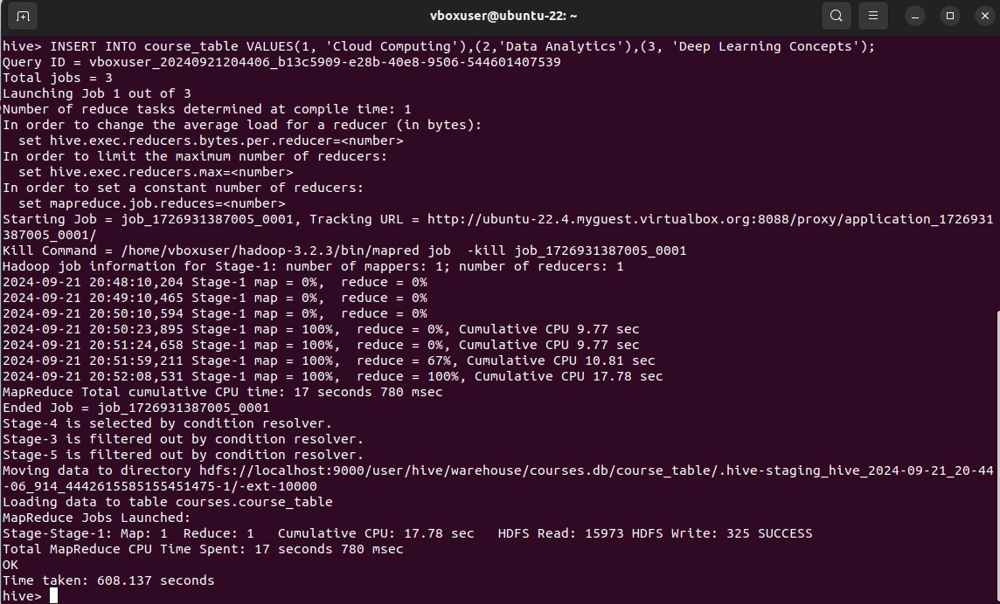 vboxuser@ubuntu-22: ~
hive> INSERT INTO course_table VALUES(1, 'Cloud Computing'),(2,'Data Analytics'),(3, 'Deep Learning Concepts');
Query ID = vboxuser_20240921204406_b13c5909-e28b-40e8-9506-544601407539
Total jobs = 3
Launching Job 1 out of 3
Number of reduce tasks determined at compile time: 1
In order to change the average load for a reducer (in bytes):
  set hive.exec.reducers.bytes.per.reducer=<number>
In order to limit the maximum number of reducers:
  set hive.exec.reducers.max=<number>
In order to set a constant number of reducers:
  set mapreduce.job.reduces=<number>
Starting Job = job_1726931387005_0001, Tracking URL = http://ubuntu-22.4.myguest.virtualbox.org:8088/proxy/application_1726931
387005_0001/
Kill Command = /home/vboxuser/hadoop-3.2.3/bin/mapred job  -kill job_1726931387005_0001
Hadoop job information for Stage-1: number of mappers: 1; number of reducers: 1
2024-09-21 20:48:10,204 Stage-1 map = 0%,  reduce = 0%
2024-09-21 20:49:10,465 Stage-1 map = 0%,  reduce = 0%
2024-09-21 20:50:10,594 Stage-1 map = 0%,  reduce = 0%
2024-09-21 20:50:23,895 Stage-1 map = 100%,  reduce = 0%, Cumulative CPU 9.77 sec
2024-09-21 20:51:24,658 Stage-1 map = 100%,  reduce = 0%, Cumulative CPU 9.77 sec
2024-09-21 20:51:59,211 Stage-1 map = 100%,  reduce = 67%, Cumulative CPU 10.81 sec
2024-09-21 20:52:08,531 Stage-1 map = 100%,  reduce = 100%, Cumulative CPU 17.78 sec
MapReduce Total cumulative CPU time: 17 seconds 780 msec
Ended Job = job_1726931387005_0001
Stage-4 is selected by condition resolver.
Stage-3 is filtered out by condition resolver.
Stage-5 is filtered out by condition resolver.
Moving data to directory hdfs://localhost:9000/user/hive/warehouse/courses.db/course_table/.hive-staging_hive_2024-09-21_20-44
-06_914_4442615585155451475-1/-ext-10000
Loading data to table courses.course_table
MapReduce Jobs Launched:
Stage-Stage-1: Map: 1  Reduce: 1   Cumulative CPU: 17.78 sec   HDFS Read: 15973 HDFS Write: 325 SUCCESS
Total MapReduce CPU Time Spent: 17 seconds 780 msec
OK
Time taken: 608.137 seconds
hive>